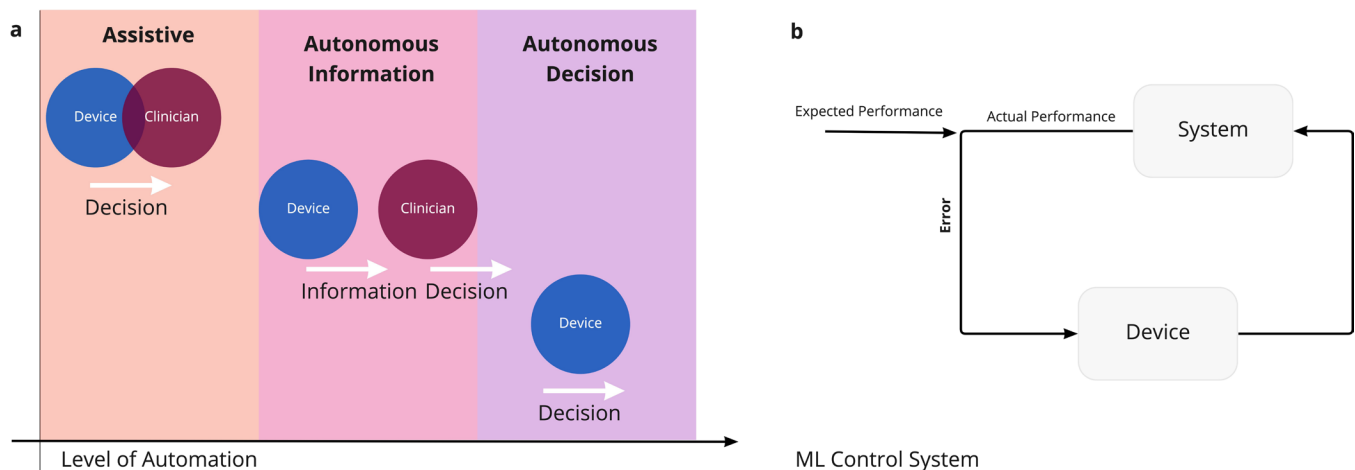 a
Assistive
Device
Clinician
Decision
Autonomous
Information
Device
Clinician
Information
Decision
Autonomous
Decision
Device
Decision
Level of Automation
b
Expected Performance
Actual Performance
System
Error
Device
ML Control System